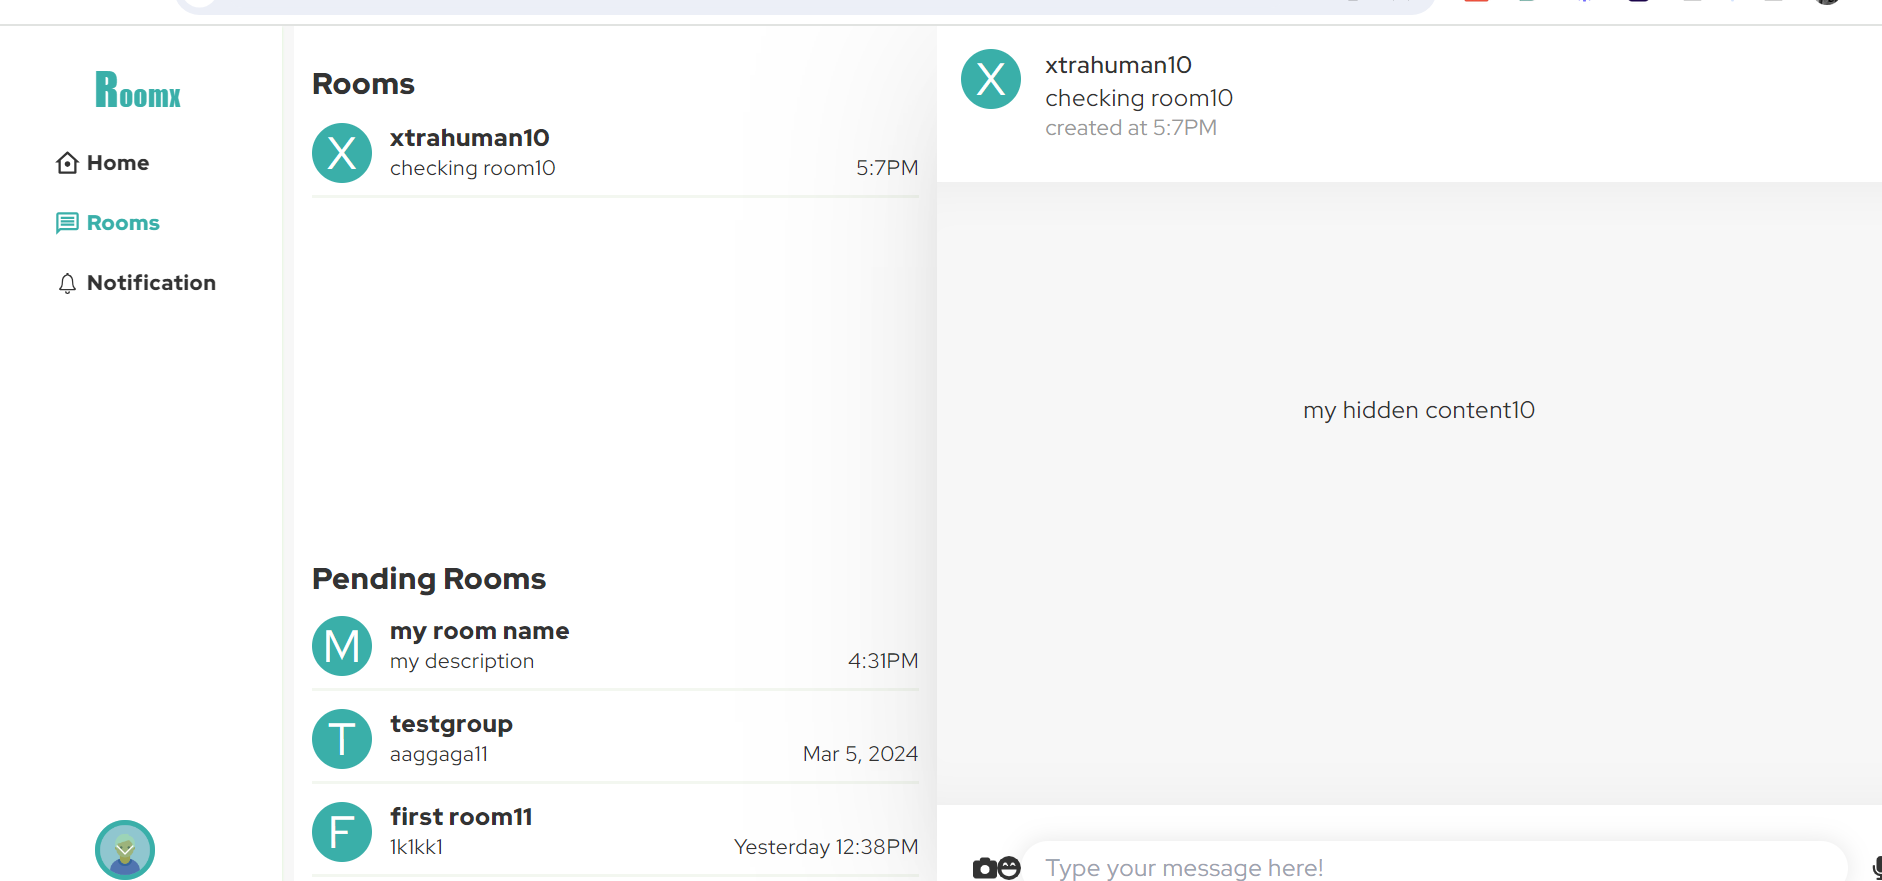 Roomx
Home
Rooms
Notification
Rooms
X
xtrahuman10
checking room10
5:7PM
Pending Rooms
M
my room name
my description
4:31PM
T
testgroup
aaggaga11
Mar 5, 2024
F
first room11
1k1kk1
Yesterday 12:38PM
X
xtrahuman10
checking room10
created at 5:7PM
my hidden content10
Type your message here!